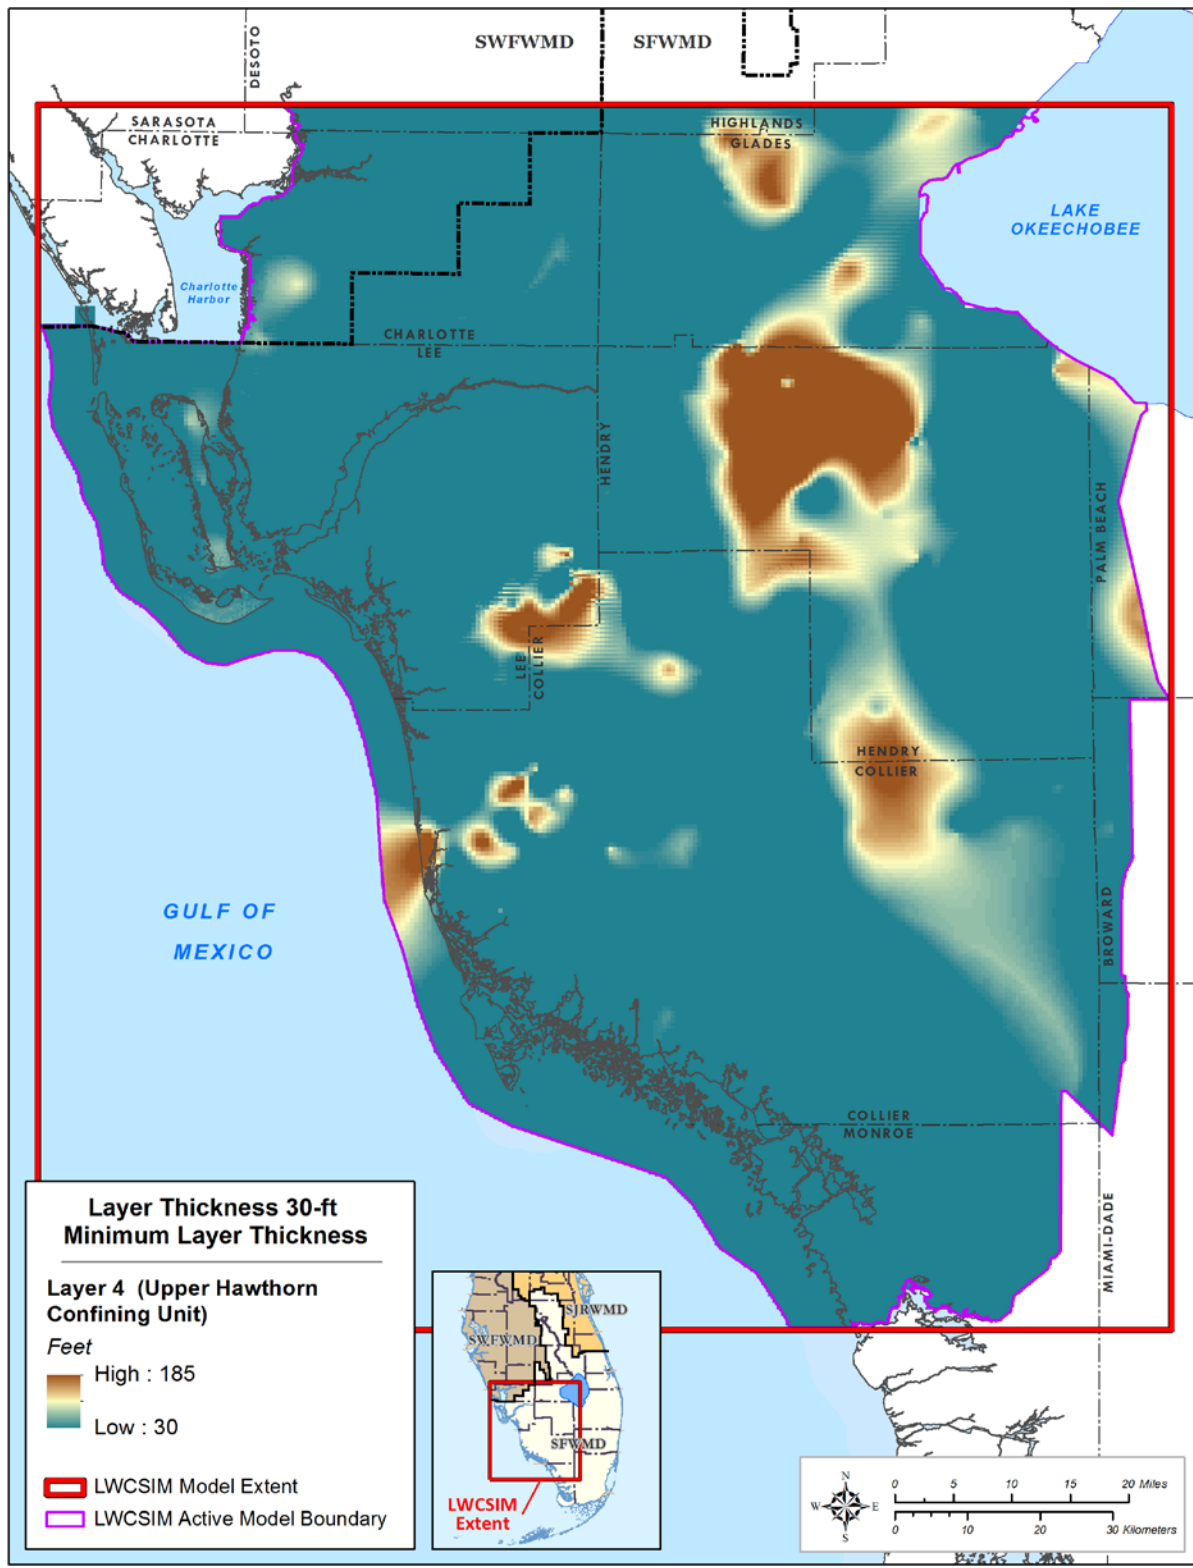 SWFWMD
SFWMD
DESOTO
SARASOTA
CHARLOTTE
HIGHLANDS
GLADES
LAKE
OKEECHOBEE
Charlotte
Harbor
CHARLOTTE
LEE
HENDRY
PALM BEACH
LEE
COLLIER
HENDRY
COLLIER
GULF OF
MEXICO
BROWARD
COLLIER
MONROE
MIAMI-DADE
Layer Thickness 30-ft
Minimum Layer Thickness
Layer 4 (Upper Hawthorn
Confining Unit)
Feet
High : 185
Low : 30
LWCSIM Model Extent
LWCSIM Active Model Boundary
SJRWMD
SWFWMD
SFWMD
LWCSIM
Extent
N
W
E
S
0 5 10 15 20 Miles
0 10 20 30 Kilometers